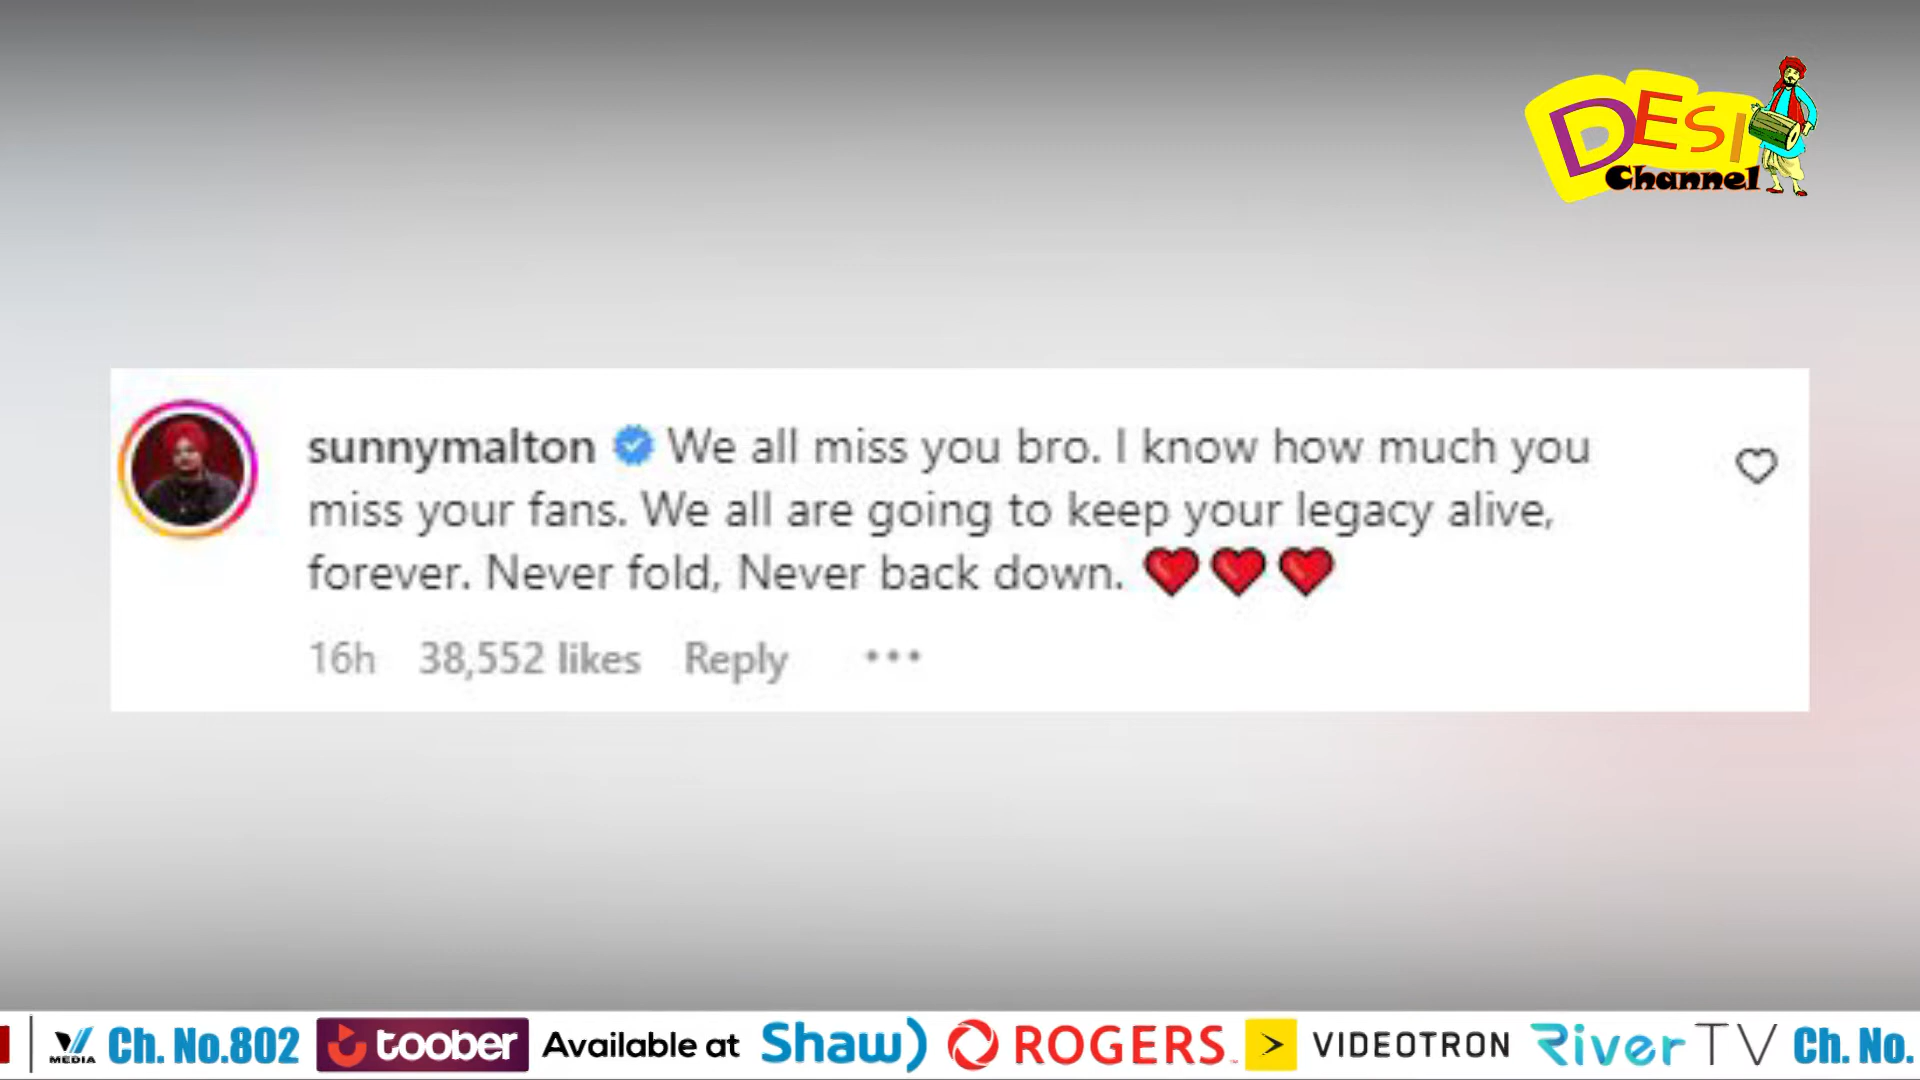 DESI
Channel
sunnymalton We all miss you bro. I know how much you
miss your fans. We all are going to keep your legacy alive,
forever. Never fold, Never back down. ❤️❤️❤️
16h 38,552 likes Reply •••
MEDIA Ch. No.802 toober Available at Shaw) ROGERS VIDEOTRON RiverTV Ch. No.